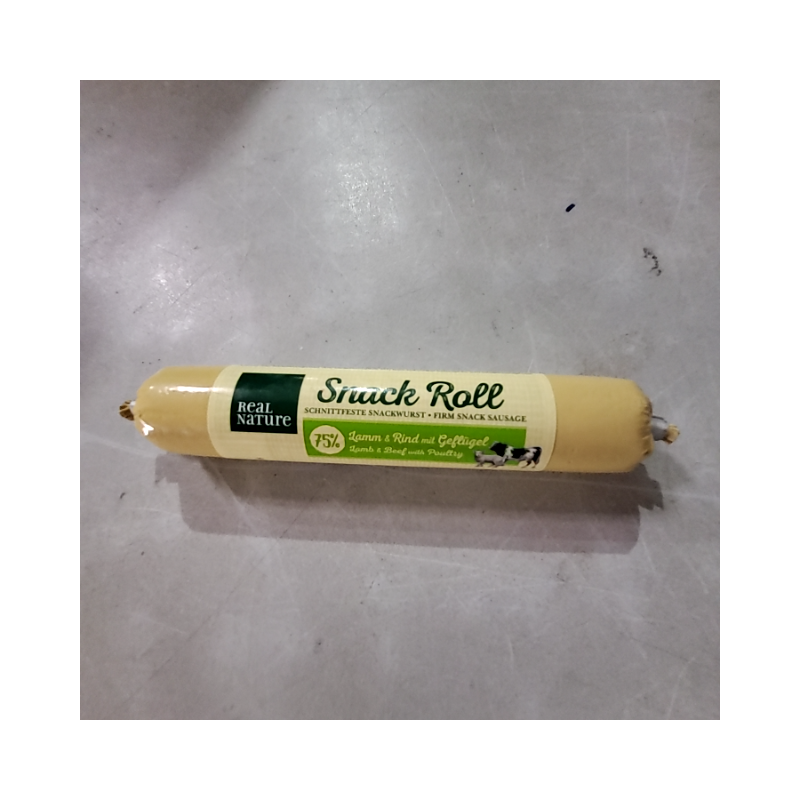 REAL
NATURE
Snack Roll
SCHNITTFESTE SNACKWURST • FIRM SNACK SAUSAGE
75%
Lamm & Rind mit Geflügel
Lamb & Beef with Poultry